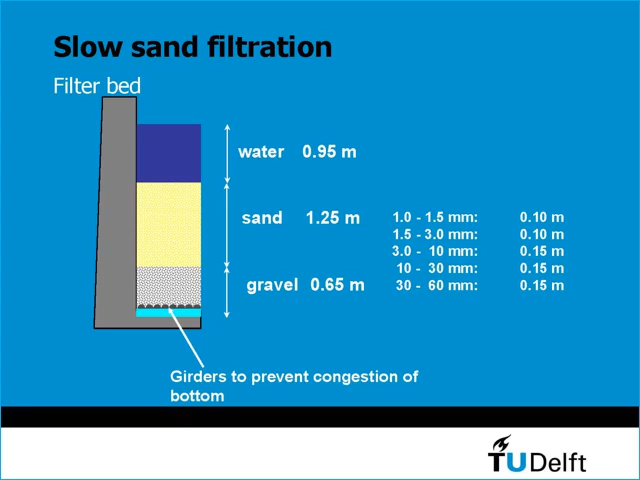 Slow sand filtration
Filter bed
water 0.95 m
sand 1.25 m
gravel 0.65 m
1.0 - 1.5 mm: 0.10 m
1.5 - 3.0 mm: 0.10 m
3.0 - 10 mm: 0.15 m
10 - 30 mm: 0.15 m
30 - 60 mm: 0.15 m
Girders to prevent congestion of
bottom
TUDelft